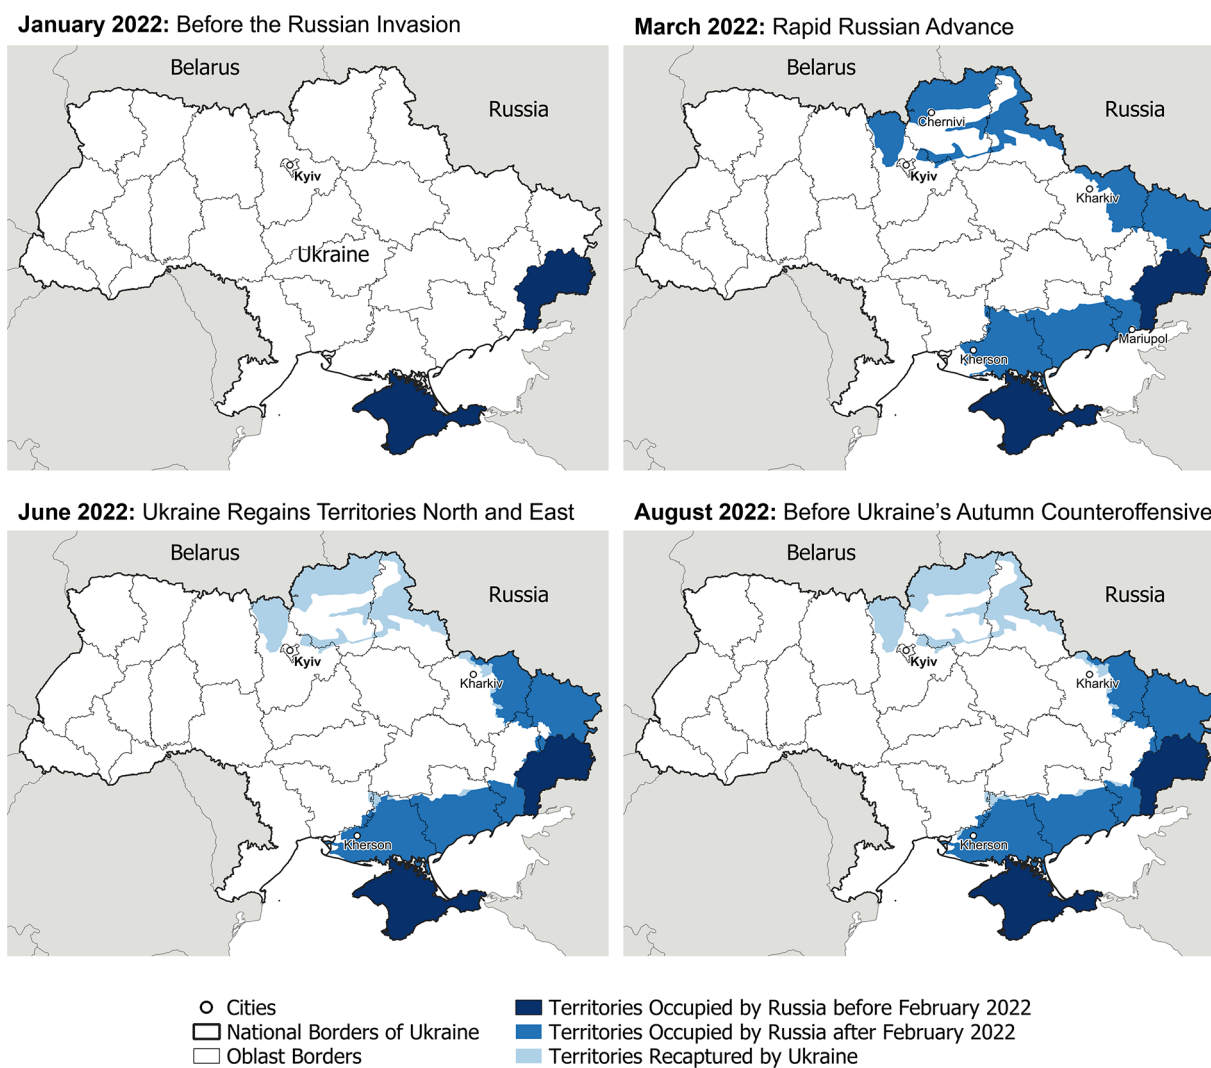 January 2022: Before the Russian Invasion
Belarus
Russia
Kyiv
Ukraine
March 2022: Rapid Russian Advance
Belarus
Russia
Chernivi
Kyiv
Kharkiv
Mariupol
Kherson
June 2022: Ukraine Regains Territories North and East
Belarus
Russia
Kyiv
Kharkiv
Kherson
August 2022: Before Ukraine’s Autumn Counteroffensive
Belarus
Russia
Kyiv
Kharkiv
Kherson
Cities
National Borders of Ukraine
Oblast Borders
Territories Occupied by Russia before February 2022
Territories Occupied by Russia after February 2022
Territories Recaptured by Ukraine